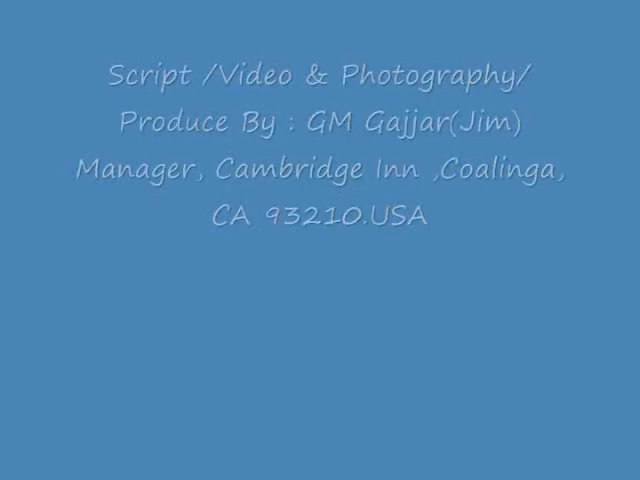 Script /Video & Photography/
Produce By : GM Gajjar(Jim)
Manager, Cambridge Inn ,Coalinga,
CA 93210.USA